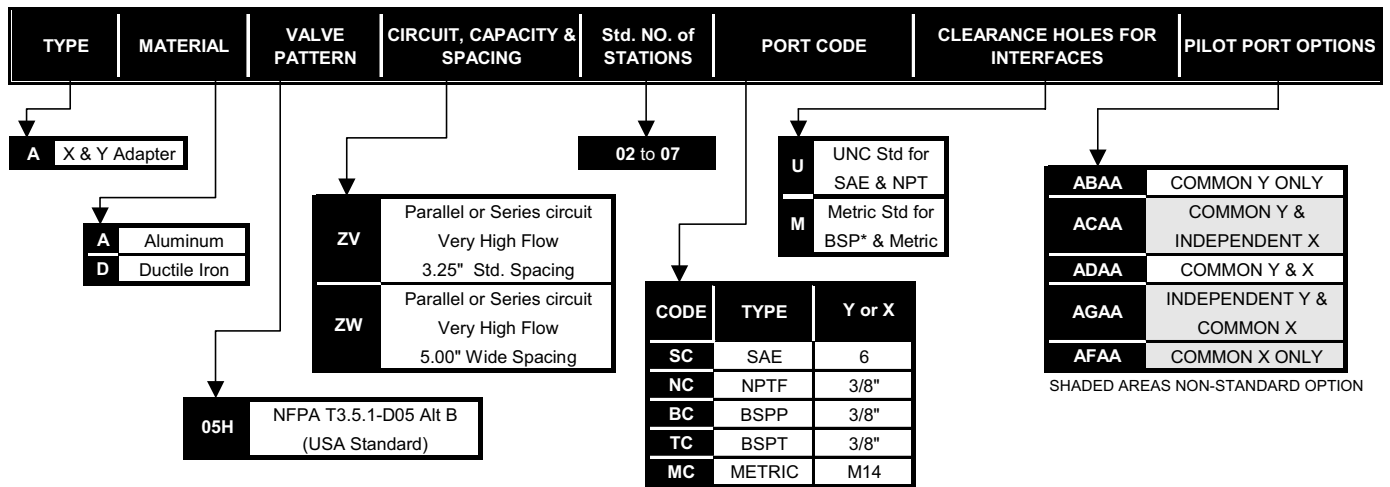 TYPE
MATERIAL
VALVE
PATTERN
CIRCUIT, CAPACITY &
SPACING
Std. NO. of
STATIONS
PORT CODE
CLEARANCE HOLES FOR
INTERFACES
PILOT PORT OPTIONS
A X & Y Adapter
A Aluminum
D Ductile Iron
05H
NFPA T3.5.1-D05 Alt B
(USA Standard)
ZV
Parallel or Series circuit
Very High Flow
3.25" Std. Spacing
ZW
Parallel or Series circuit
Very High Flow
5.00" Wide Spacing
02 to 07
CODE TYPE Y or X
SC SAE 6
NC NPTF 3/8"
BC BSPP 3/8"
TC BSPT 3/8"
MC METRIC M14
U
UNC Std for
SAE & NPT
M
Metric Std for
BSP* & Metric
ABAA COMMON Y ONLY
ACAA
COMMON Y &
INDEPENDENT X
ADAA COMMON Y & X
AGAA
INDEPENDENT Y &
COMMON X
AFAA COMMON X ONLY
SHADED AREAS NON-STANDARD OPTION